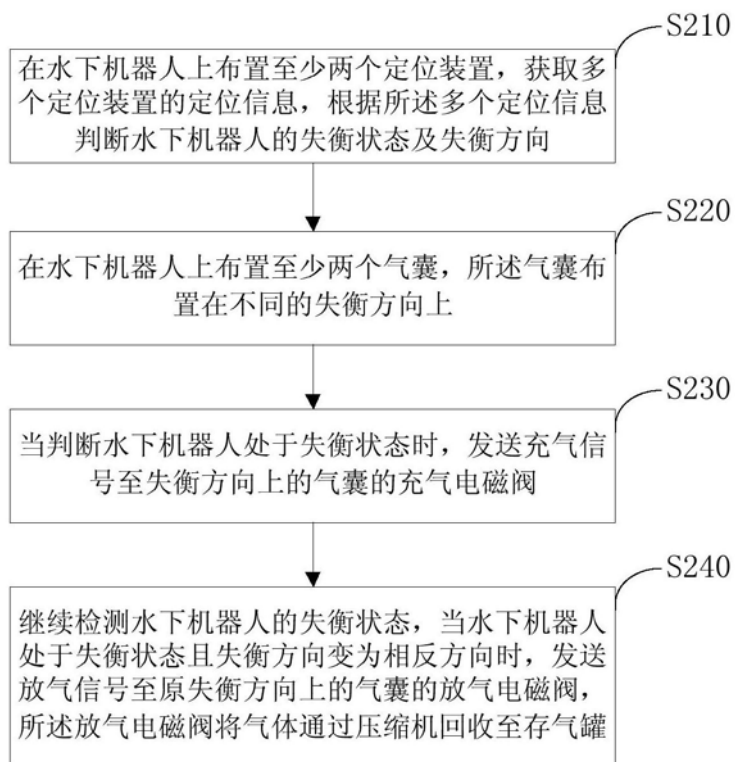 S210
在水下机器人上布置至少两个定位装置，获取多
个定位装置的定位信息，根据所述多个定位信息
判断水下机器人的失衡状态及失衡方向
S220
在水下机器人上布置至少两个气囊，所述气囊布
置在不同的失衡方向上
S230
当判断水下机器人处于失衡状态时，发送充气信
号至失衡方向上的气囊的充气电磁阀
S240
继续检测水下机器人的失衡状态，当水下机器人
处于失衡状态且失衡方向变为相反方向时，发送
放气信号至原失衡方向上的气囊的放气电磁阀，
所述放气电磁阀将气体通过压缩机回收至存气罐